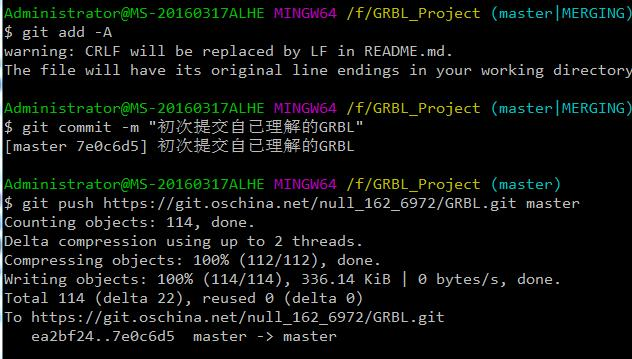 Administrator@MS-20160317ALHE MINGW64 /f/GRBL_Project (master|MERGING)
$ git add -A
warning: CRLF will be replaced by LF in README.md.
The file will have its original line endings in your working directory
Administrator@MS-20160317ALHE MINGW64 /f/GRBL_Project (master|MERGING)
$ git commit -m "初次提交自已理解的GRBL"
[master 7e0c6d5] 初次提交自已理解的GRBL
Administrator@MS-20160317ALHE MINGW64 /f/GRBL_Project (master)
$ git push https://git.oschina.net/null_162_6972/GRBL.git master
Counting objects: 114, done.
Delta compression using up to 2 threads.
Compressing objects: 100% (112/112), done.
Writing objects: 100% (114/114), 336.14 KiB | 0 bytes/s, done.
Total 114 (delta 22), reused 0 (delta 0)
To https://git.oschina.net/null_162_6972/GRBL.git
   ea2bf24..7e0c6d5  master -> master